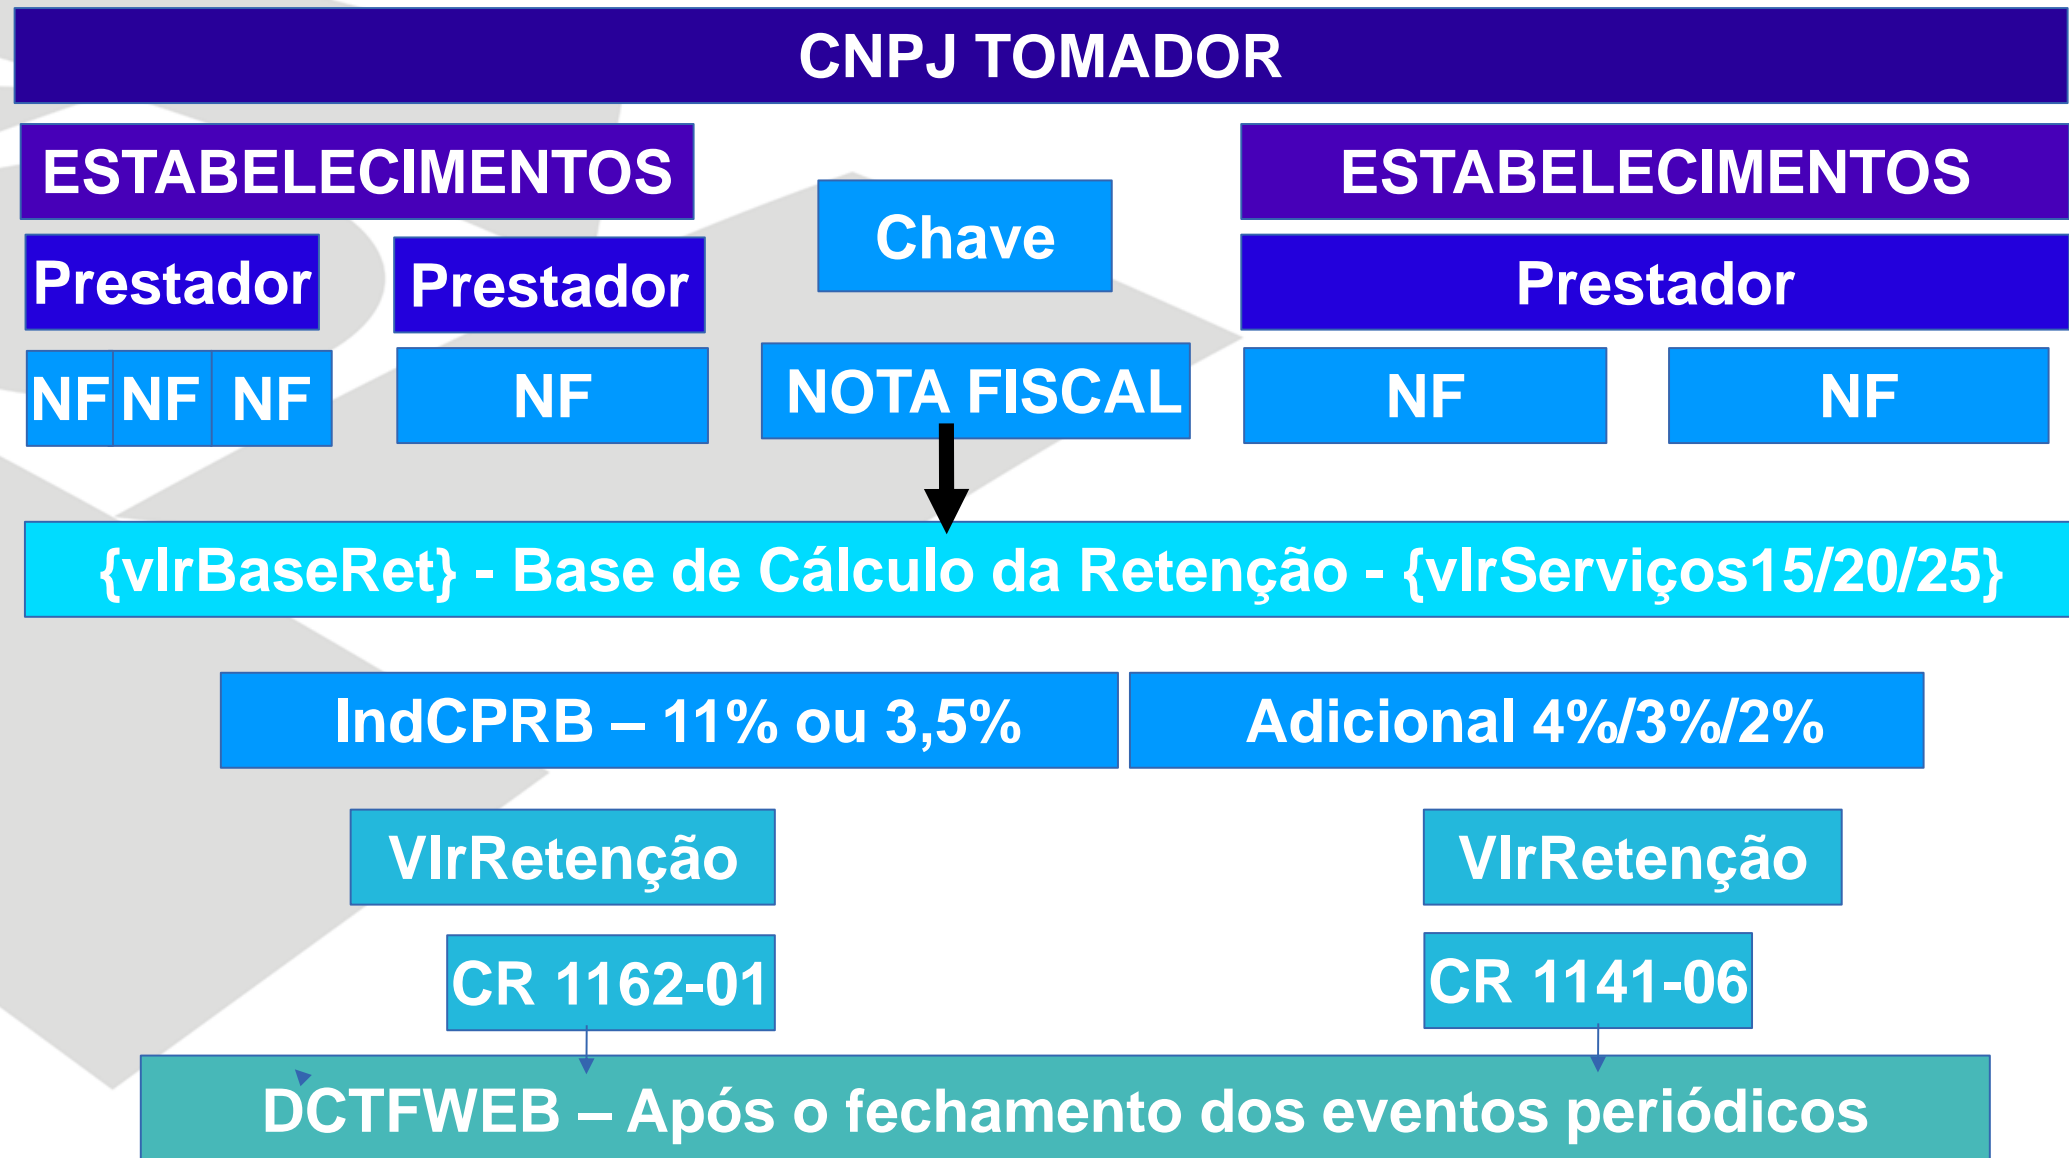 CNPJ TOMADOR
ESTABELECIMENTOS
ESTABELECIMENTOS
Chave
Prestador
Prestador
Prestador
NF NF NF
NF
NOTA FISCAL
NF
NF
{vlrBaseRet} - Base de Cálculo da Retenção - {vlrServiços15/20/25}
IndCPRB – 11% ou 3,5%
Adicional 4%/3%/2%
VlrRetenção
VlrRetenção
CR 1162-01
CR 1141-06
DCTFWEB – Após o fechamento dos eventos periódicos